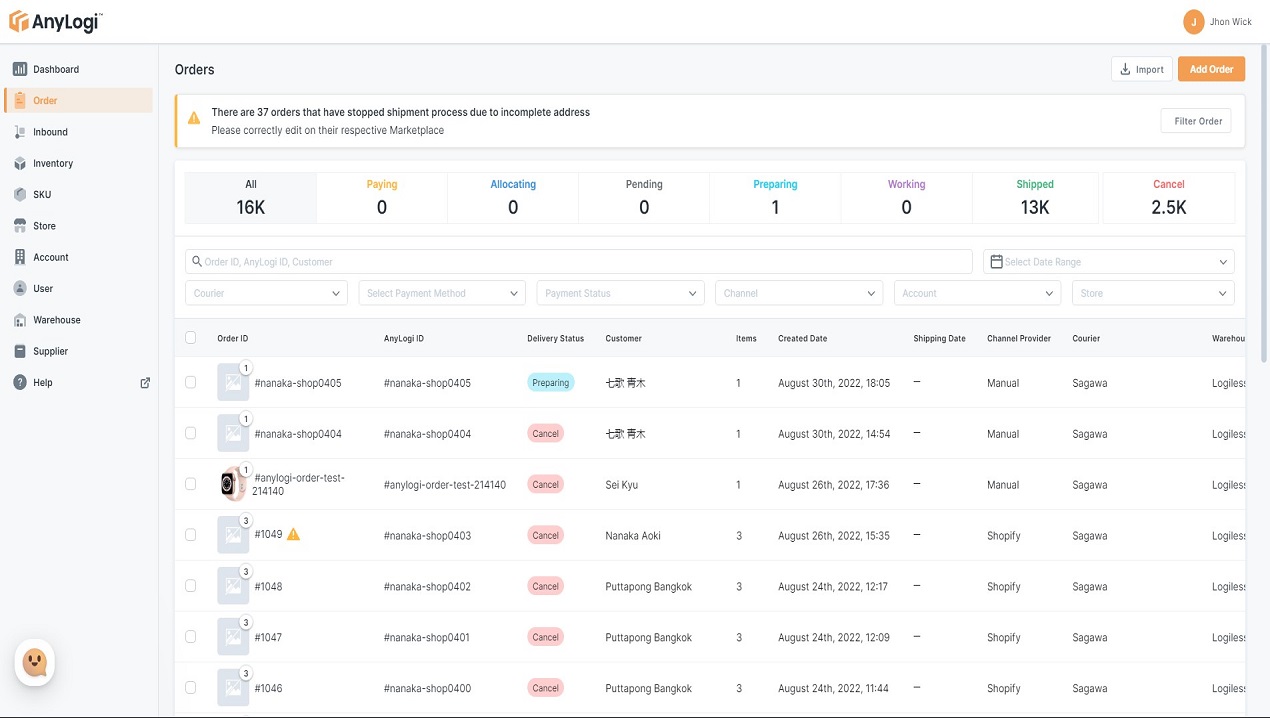 AnyLogi™
J Jhon Wick
Dashboard
Order
Inbound
Inventory
SKU
Store
Account
User
Warehouse
Supplier
? Help
Orders
Import
Add Order
There are 37 orders that have stopped shipment process due to incomplete address
Please correctly edit on their respective Marketplace
Filter Order
All Paying Allocating Pending Preparing Working Shipped Cancel
16K 0 0 0 1 0 13K 2.5K
Order ID, AnyLogi ID, Customer Select Date Range
Courier Select Payment Method Payment Status Channel Account Store
Order ID AnyLogi ID Delivery Status Customer Items Created Date Shipping Date Channel Provider Courier Warehou
1 #nanaka-shop0405 #nanaka-shop0405 Preparing 七歌 青木 1 August 30th, 2022, 18:05 — Manual Sagawa Logiless
1 #nanaka-shop0404 #nanaka-shop0404 Cancel 七歌 青木 1 August 30th, 2022, 14:54 — Manual Sagawa Logiless
1 #anylogi-order-test-
214140 #anylogi-order-test-214140 Cancel Sei Kyu 1 August 26th, 2022, 17:36 — Manual Sagawa Logiless
3 #1049 #nanaka-shop0403 Cancel Nanaka Aoki 3 August 26th, 2022, 15:35 — Shopify Sagawa Logiless
3 #1048 #nanaka-shop0402 Cancel Puttapong Bangkok 3 August 24th, 2022, 12:17 — Shopify Sagawa Logiless
3 #1047 #nanaka-shop0401 Cancel Puttapong Bangkok 3 August 24th, 2022, 12:09 — Shopify Sagawa Logiless
3 #1046 #nanaka-shop0400 Cancel Puttapong Bangkok 3 August 24th, 2022, 11:44 — Shopify Sagawa Logiless